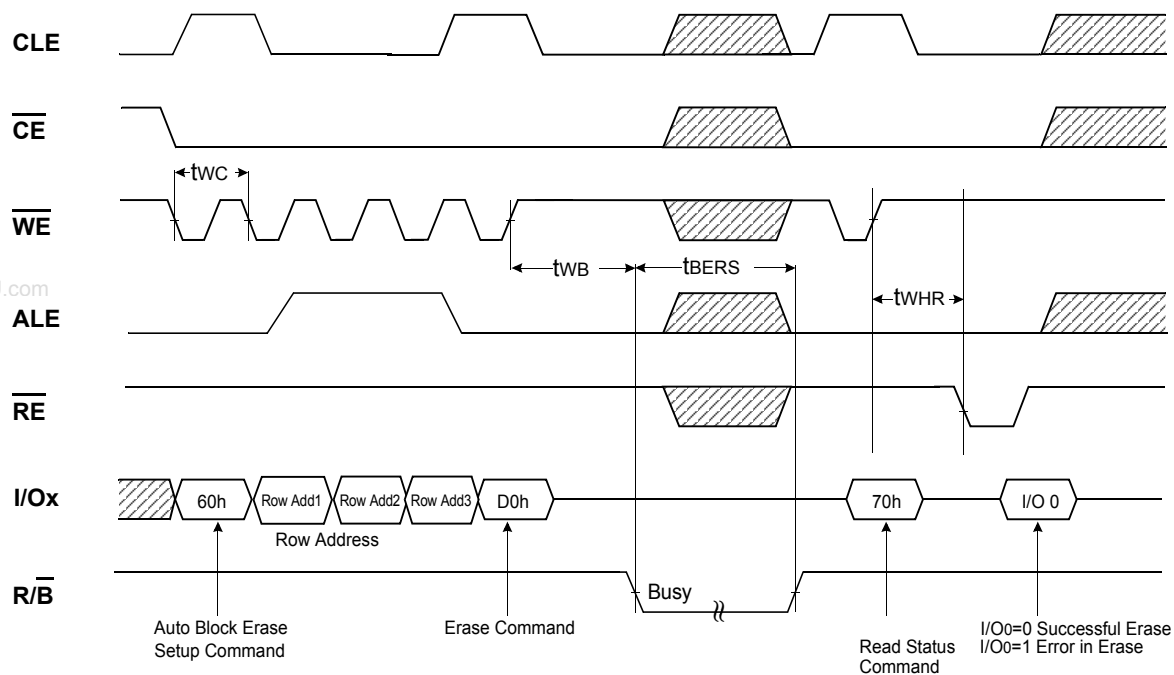 CLE
CE
tWC
WE
tWB
tBERS
.com
tWHR
ALE
RE
I/Ox
60h
Row Add1
Row Add2
Row Add3
D0h
70h
I/O 0
Row Address
R/B
Busy
Auto Block Erase
Setup Command
Erase Command
Read Status
Command
I/O0=0 Successful Erase
I/O0=1 Error in Erase